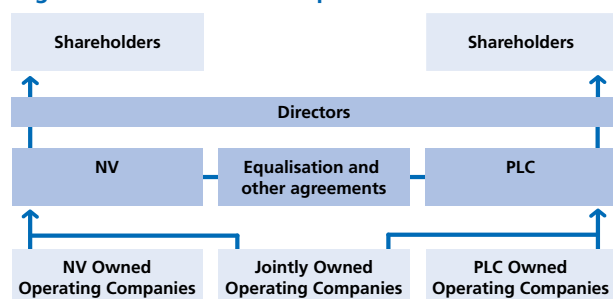 Shareholders
Shareholders
Directors
NV
Equalisation and
other agreements
PLC
NV Owned
Operating Companies
Jointly Owned
Operating Companies
PLC Owned
Operating Companies